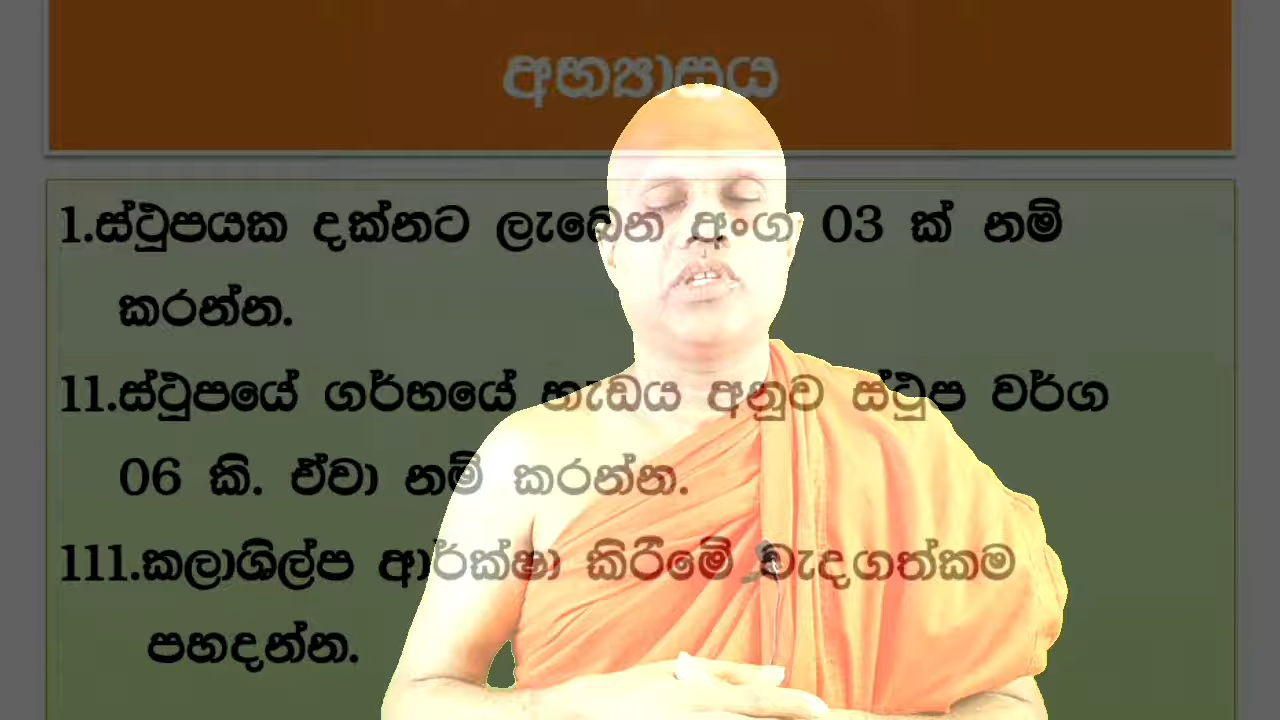 අභ්‍යාසය
1.ස්ථූපයක දක්නට ලැබෙන අංග 03 ක් නම්
කරන්න.
11.ස්ථූපයේ ගර්භයේ හැඩය අනූව ස්ථූප වර්ග
06 කි. ඒවා නම් කරන්න.
111.කලාශිල්ප ආරක්ෂා කිරීමේ වැදගත්කම
පහදන්න.